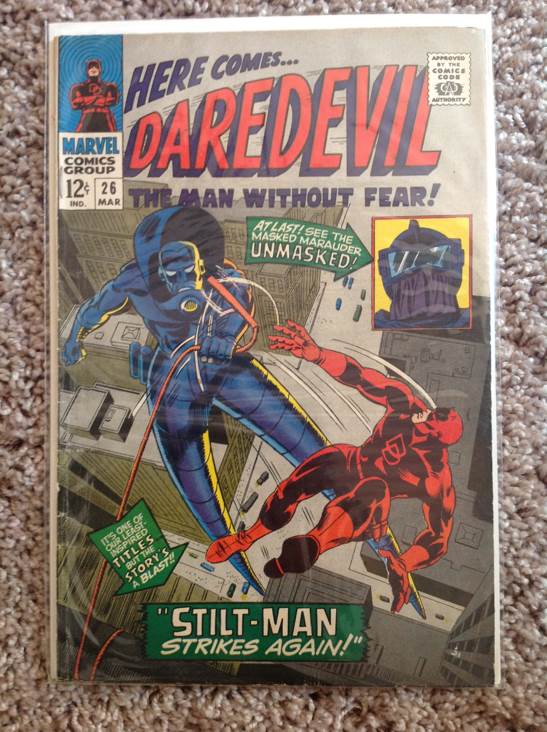 HERE COMES...
DAREDEVIL
THE MAN WITHOUT FEAR!
APPROVED
BY THE
COMICS
CODE
CA
AUTHORITY
MARVEL
COMICS
GROUP
12¢
IND.
26
MAR
AT LAST! SEE THE
MASKED MARAUDER
UNMASKED!
DD
IT'S ONE OF
OUR LEAST-
INSPIRED
TITLES
BUT THE
STORY'S
A BLAST!!
"STILT-MAN
STRIKES AGAIN!"